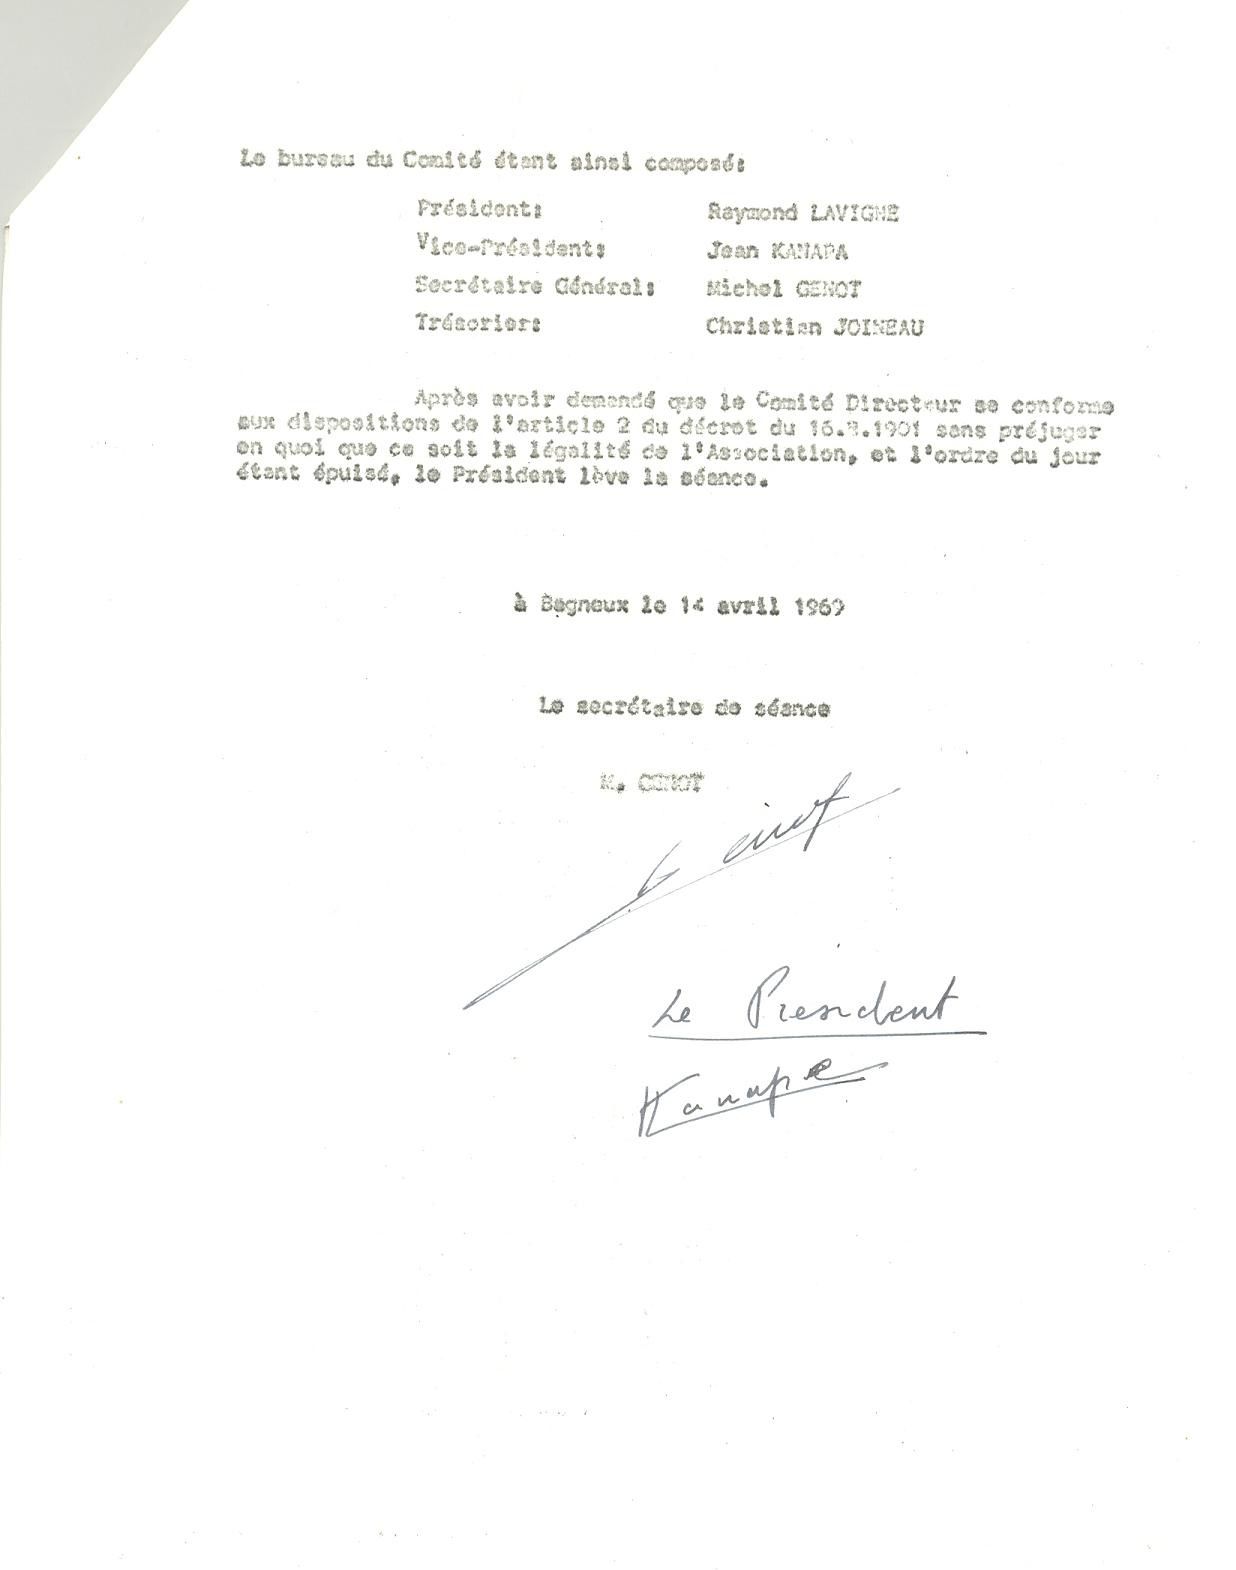 Le bureau du Comité étant ainsi composé:
Président: Raymond LAVIGNE
Vice-Président: Jean KANAPA
Secrétaire Général: Michel GENOT
Trésorier: Christian JOINEAU
Après avoir demandé que le Comité Directeur se conforme
aux dispositions de l'article 2 du décret du 16.8.1901 sans préjuger
en quoi que ce soit la légalité de l'Association, et l'ordre du jour
étant épuisé, le Président lève la séance.
à Bagneux le 14 avril 1969
Le secrétaire de séance
M. GENOT
Genot
Le President
Kanapa